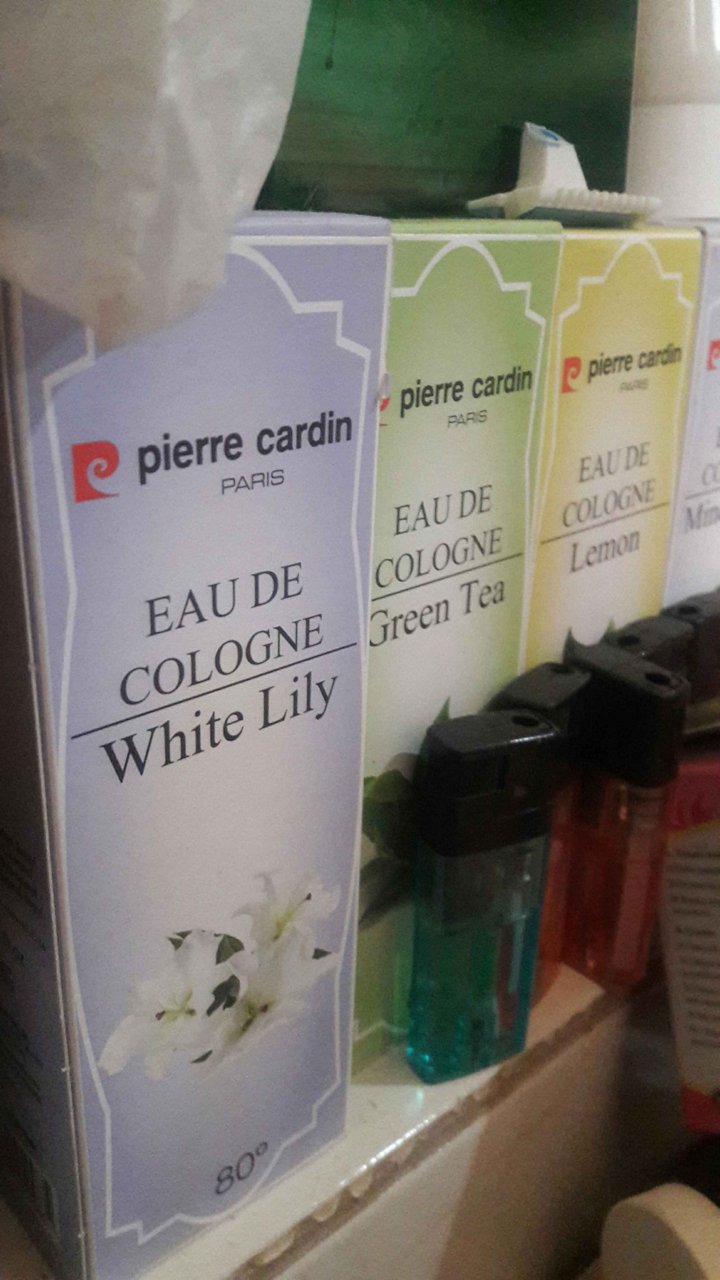 pierre cardin
PARIS
EAU DE
COLOGNE
White Lily
80°
pierre cardin
PARIS
EAU DE
COLOGNE
Green Tea
pierre cardin
PARIS
EAU DE
COLOGNE
Lemon